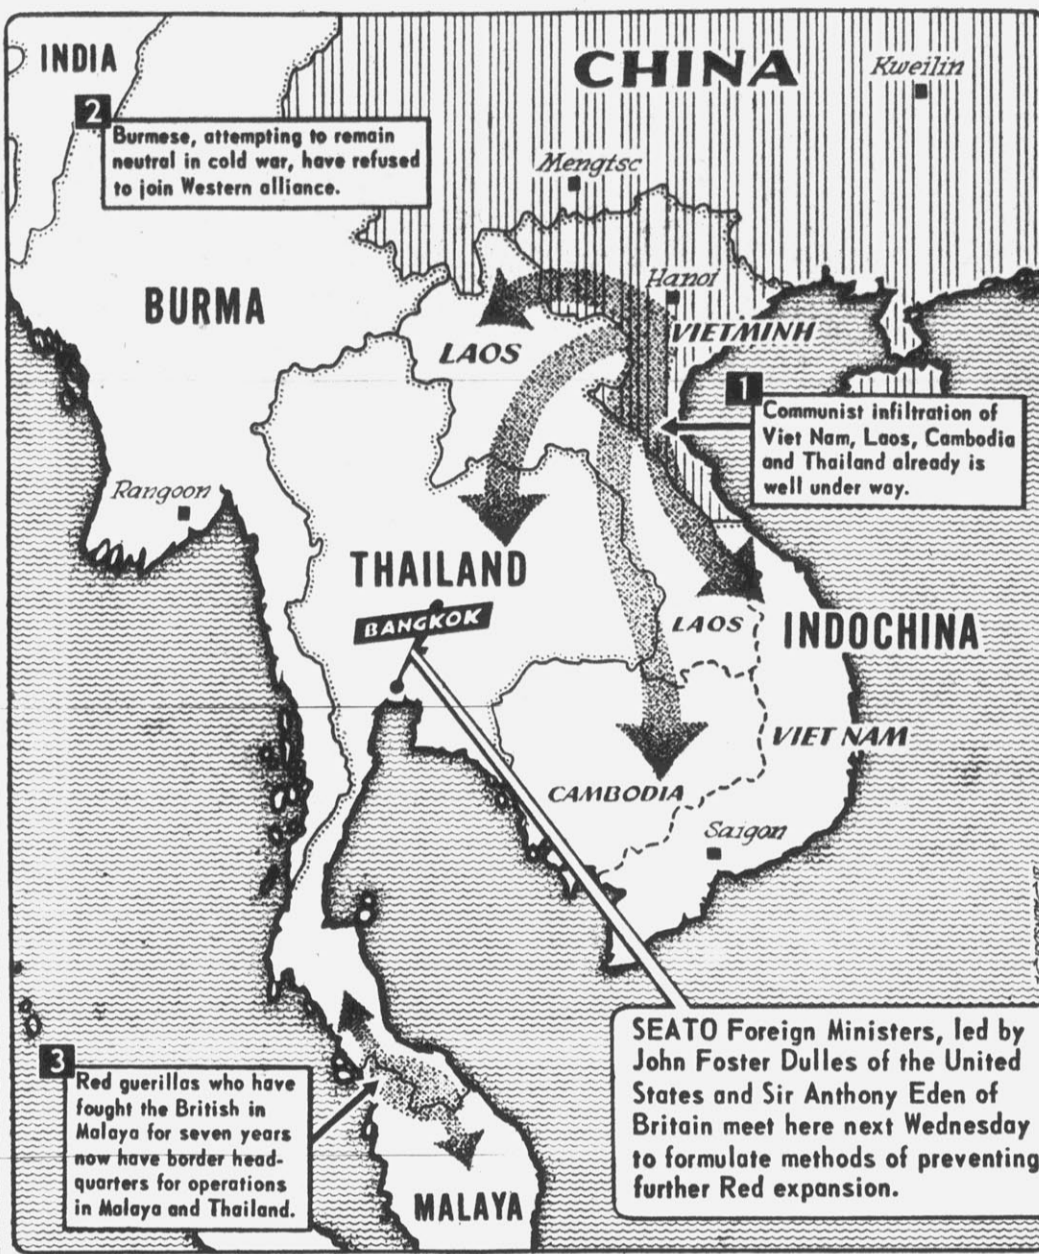 INDIA
CHINA
Kweilin
2
Burmese, attempting to remain
neutral in cold war, have refused
to join Western alliance.
Mengtsc
BURMA
Hanoi
VIETMINH
LAOS
1
Communist infiltration of
Viet Nam, Laos, Cambodia
and Thailand already is
well under way.
Rangoon
THAILAND
BANGKOK
LAOS
INDOCHINA
VIET NAM
CAMBODIA
Saigon
SEATO Foreign Ministers, led by
John Foster Dulles of the United
States and Sir Anthony Eden of
Britain meet here next Wednesday
to formulate methods of preventing
further Red expansion.
3
Red guerillas who have
fought the British in
Malaya for seven years
now have border head-
quarters for operations
in Malaya and Thailand.
MALAYA